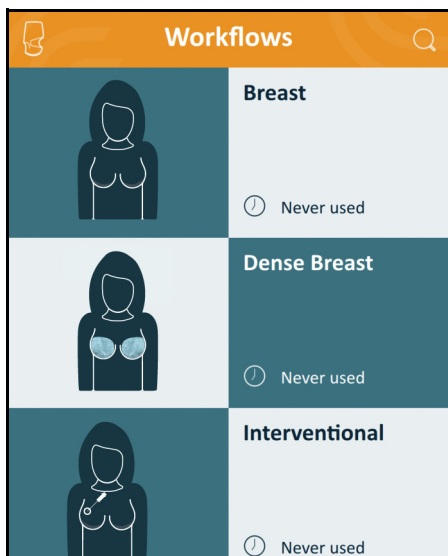 Workflows
Breast
Never used
Dense Breast
Never used
Interventional
Never used